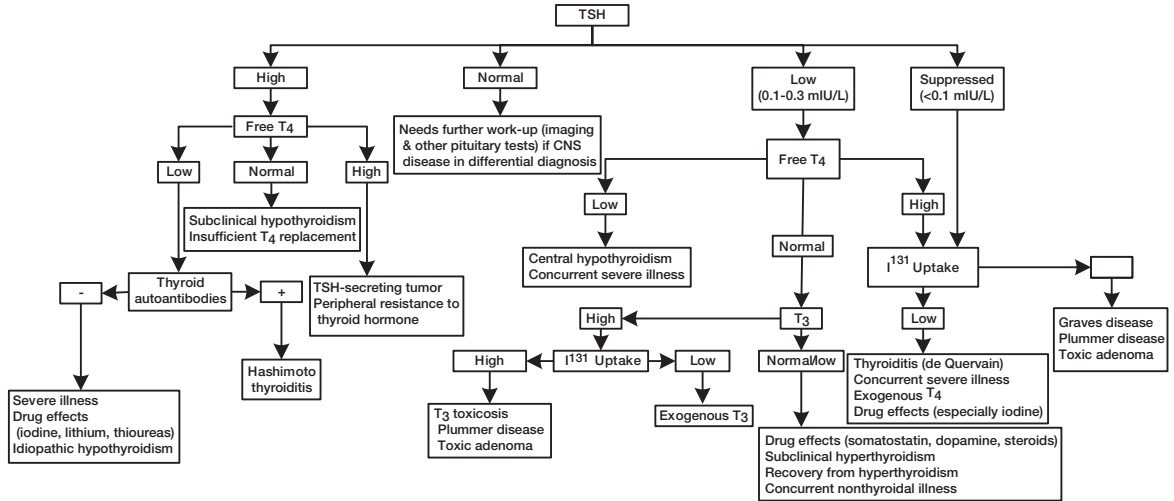 TSH
High
Normal
Low
(0.1-0.3 mIU/L)
Suppressed
(<0.1 mIU/L)
Free T4
Low
Normal
High
Subclinical hypothyroidism
Insufficient T4 replacement
Needs further work-up (imaging
& other pituitary tests) if CNS
disease in differential diagnosis
Free T4
Low
Normal
High
Central hypothyroidism
Concurrent severe illness
I131 Uptake
Thyroid
autoantibodies
-
+
TSH-secreting tumor
Peripheral resistance to
thyroid hormone
Hashimoto
thyroiditis
Severe illness
Drug effects
(iodine, lithium, thioureas)
Idiopathic hypothyroidism
T3
High
Normal/low
I131 Uptake
High
Low
T3 toxicosis
Plummer disease
Toxic adenoma
Exogenous T3
Drug effects (somatostatin, dopamine, steroids)
Subclinical hyperthyroidism
Recovery from hyperthyroidism
Concurrent nonthyroidal illness
Low
Thyroiditis (de Quervain)
Concurrent severe illness
Exogenous T4
Drug effects (especially iodine)
Graves disease
Plummer disease
Toxic adenoma